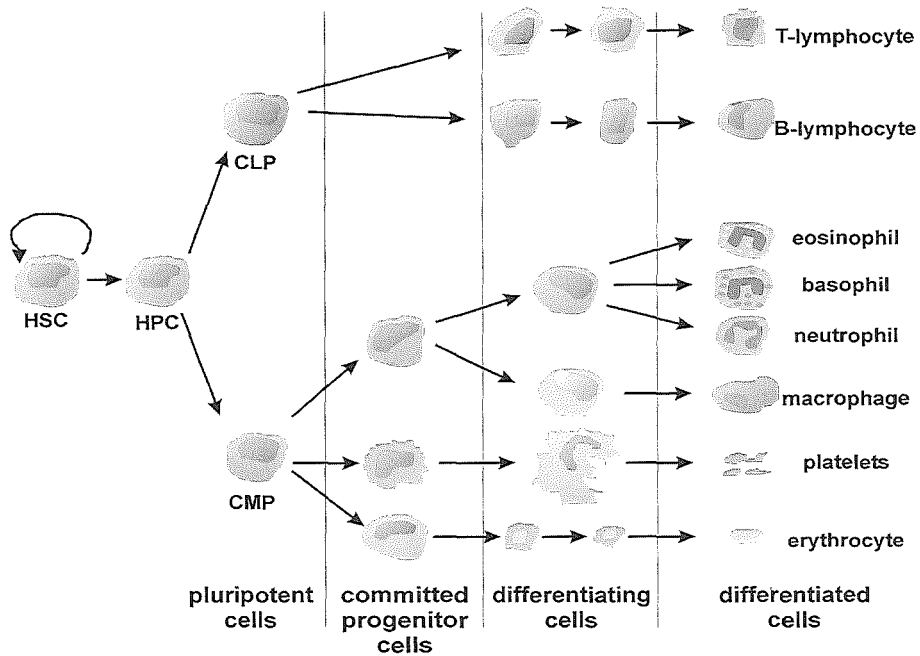 T-lymphocyte
B-lymphocyte
CLP
eosinophil
HSC
HPC
basophil
neutrophil
macrophage
CMP
platelets
erythrocyte
pluripotent
cells
committed
progenitor
cells
differentiating
cells
differentiated
cells